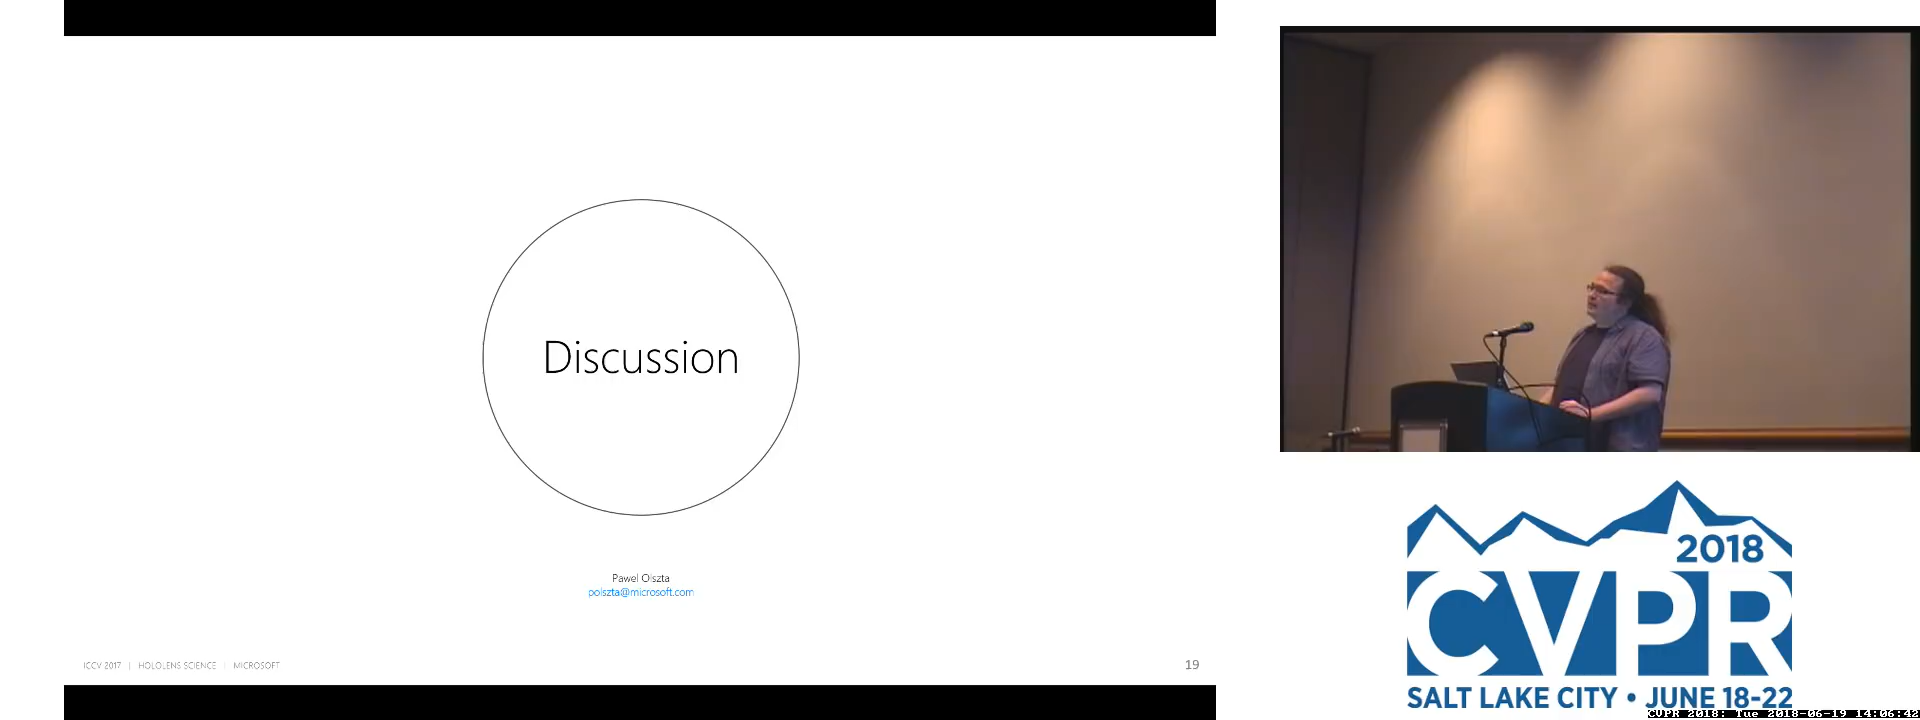 Discussion
Pawel Olszta
polszta@microsoft.com
ICCV 2017 | HOLOLENS SCIENCE | MICROSOFT
19
2018
CVPR
SALT LAKE CITY • JUNE 18-22
CVPR 2018: Tue 2018-06-19 14:06:42